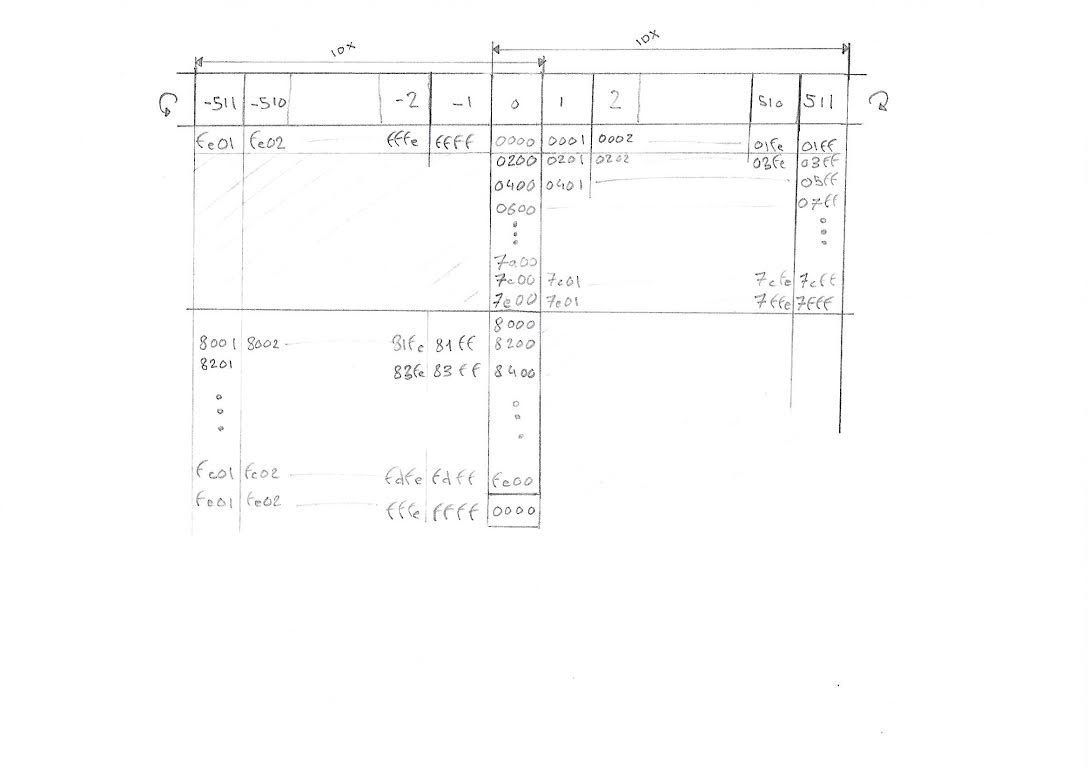 10x 10x
-511 -510 -2 -1 0 1 2 510 511
fe01 fe02 fffe ffff 0000 0001 0002 01fe 01ff
0200 0201 0202 03fe 03ff
0400 0401 05ff
0600 07ff
7a00
7c00 7c01 7cfe 7cff
7e00 7e01 7ffe 7fff
8000
8001 8002 81fe 81ff 8200
8201 83fe 83ff 8400
fc01 fc02 fdfe fdff fe00
fe01 fe02 fffe ffff 0000